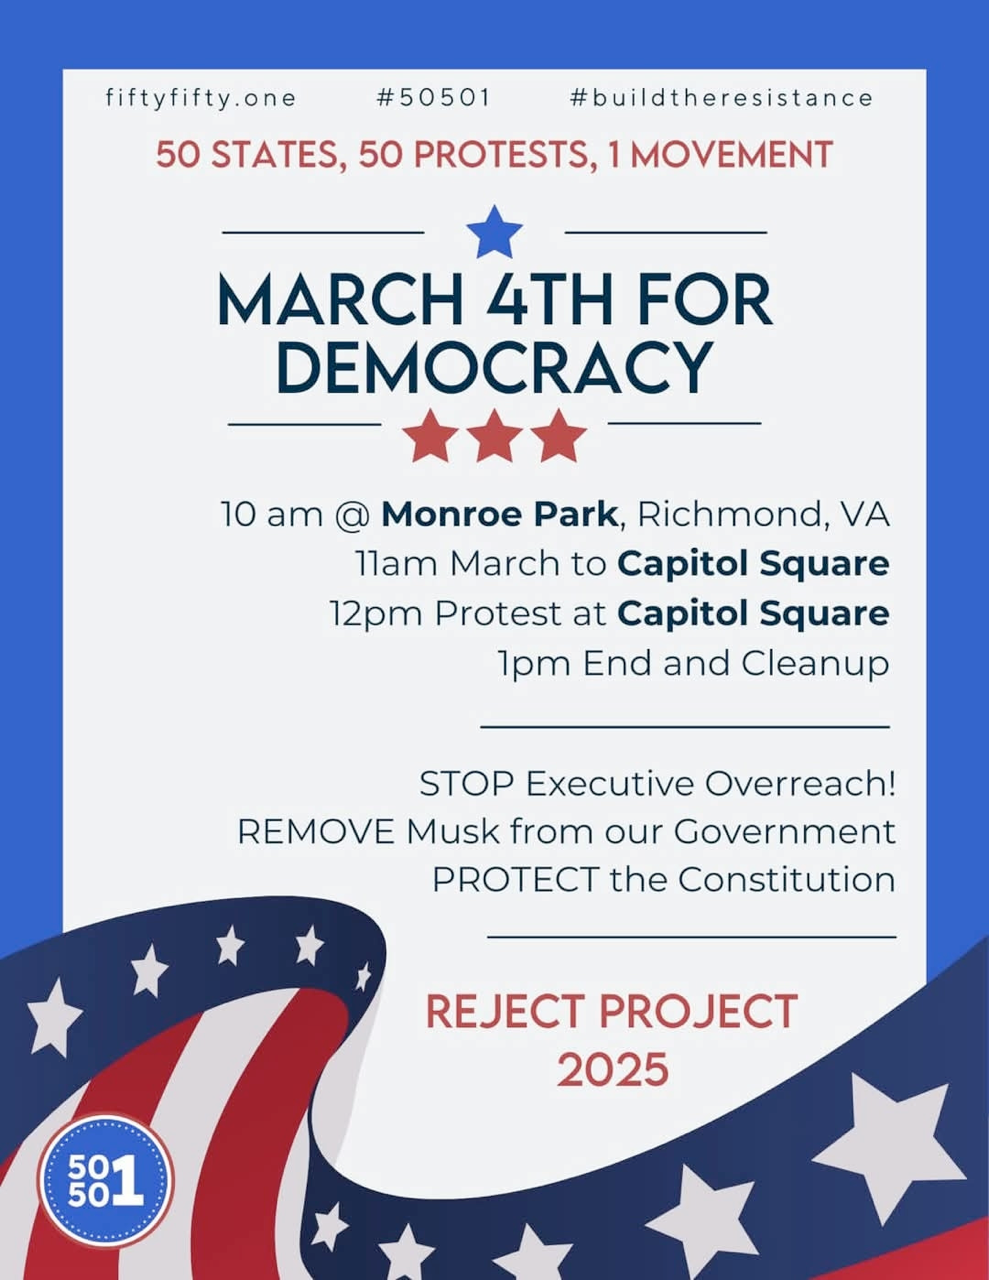 fiftyfifty.one #50501 #buildtheresistance
50 STATES, 50 PROTESTS, 1 MOVEMENT
MARCH 4TH FOR
DEMOCRACY
10 am @ Monroe Park, Richmond, VA
11am March to Capitol Square
12pm Protest at Capitol Square
1pm End and Cleanup
STOP Executive Overreach!
REMOVE Musk from our Government
PROTECT the Constitution
REJECT PROJECT
2025
50
50 1